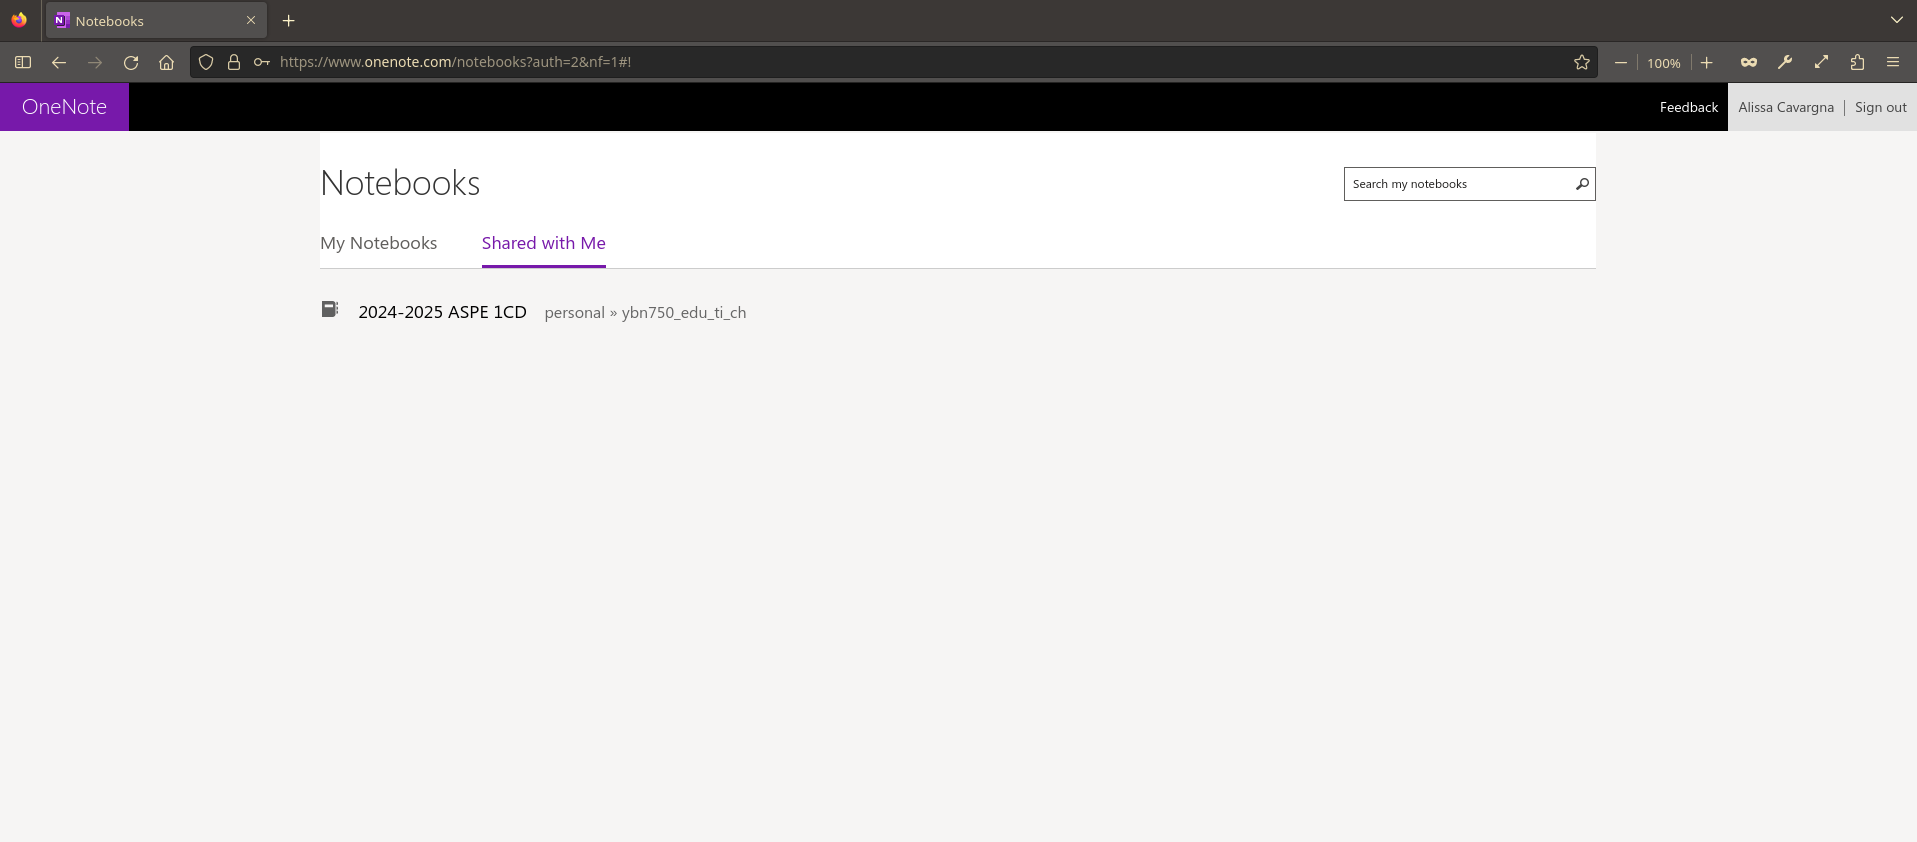 Notebooks
https://www.onenote.com/notebooks?auth=2&nf=1#!
100%
OneNote
Feedback
Alissa Cavargna | Sign out
Notebooks
Search my notebooks
My Notebooks
Shared with Me
2024-2025 ASPE 1CD personal » ybn750_edu_ti_ch